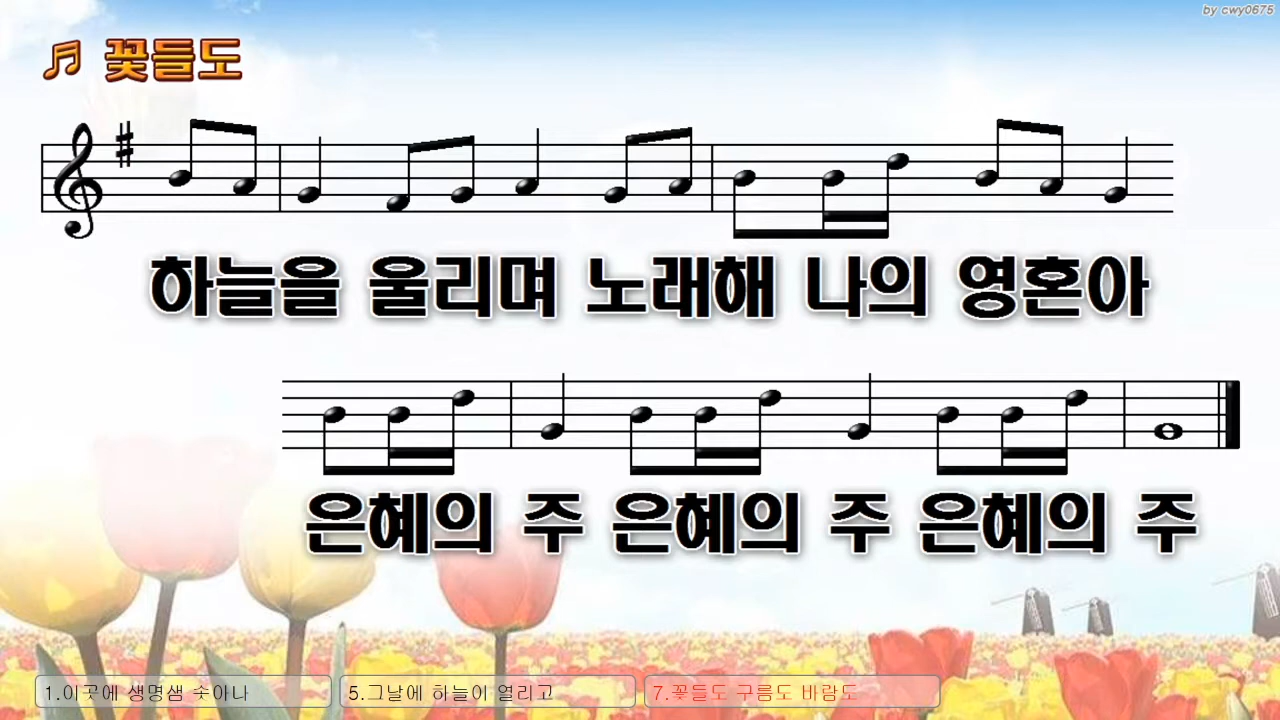 by cwy0675
♬ 꽃들도
하늘을 울리며 노래해 나의 영혼아
은혜의 주 은혜의 주 은혜의 주
1.이곳에 생명샘 솟아나 5.그날에 하늘이 열리고 7.꽃들도 구름도 바람도